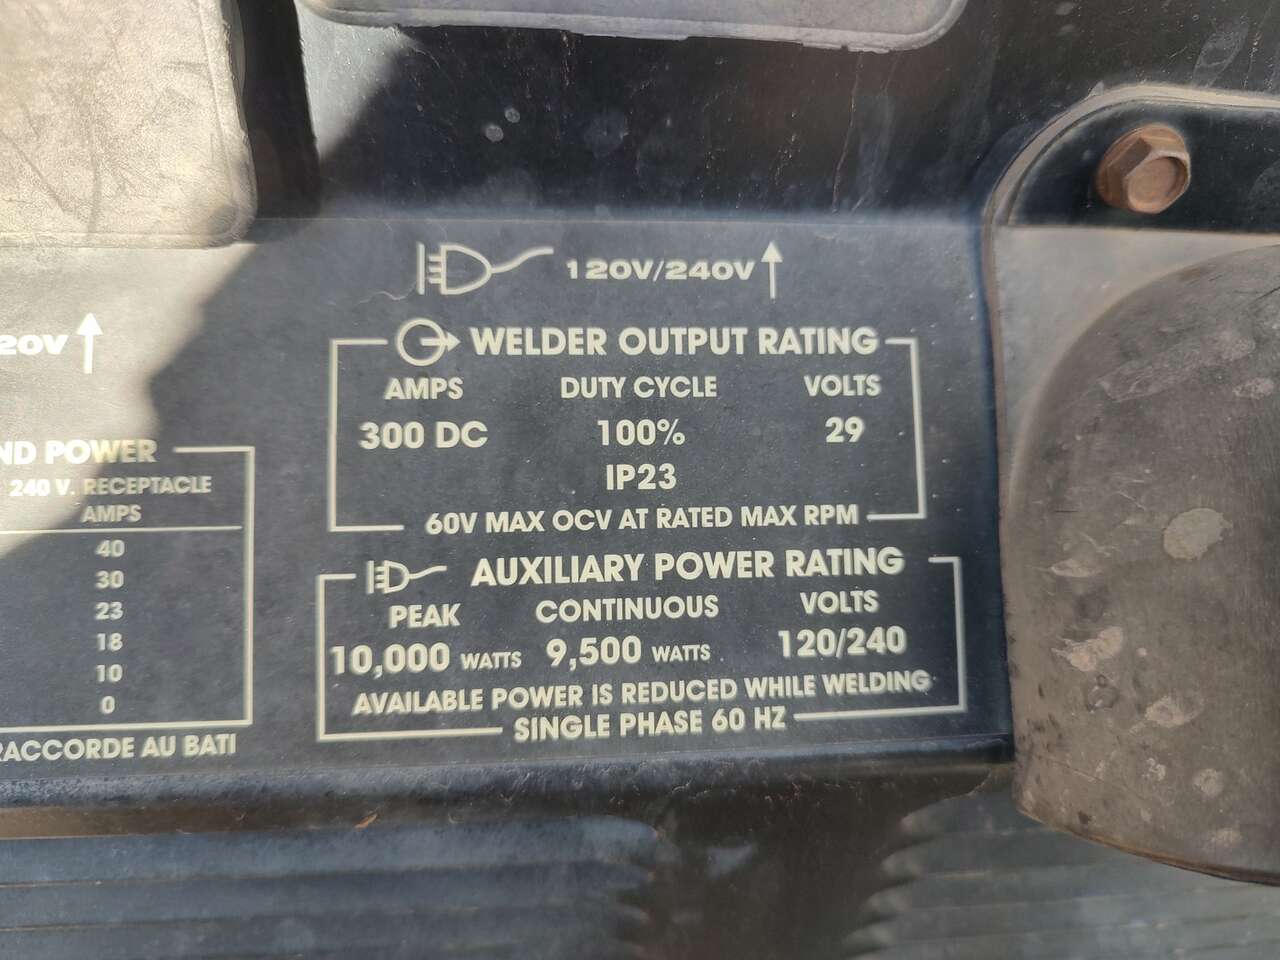 120V/240V
WELDER OUTPUT RATING
AMPS DUTY CYCLE VOLTS
300 DC 100% 29
IP23
60V MAX OCV AT RATED MAX RPM
AUXILIARY POWER RATING
PEAK CONTINUOUS VOLTS
10,000 WATTS 9,500 WATTS 120/240
AVAILABLE POWER IS REDUCED WHILE WELDING
SINGLE PHASE 60 HZ
20V
ND POWER
240 V. RECEPTACLE
AMPS
40
30
23
18
10
0
RACCORDE AU BATI